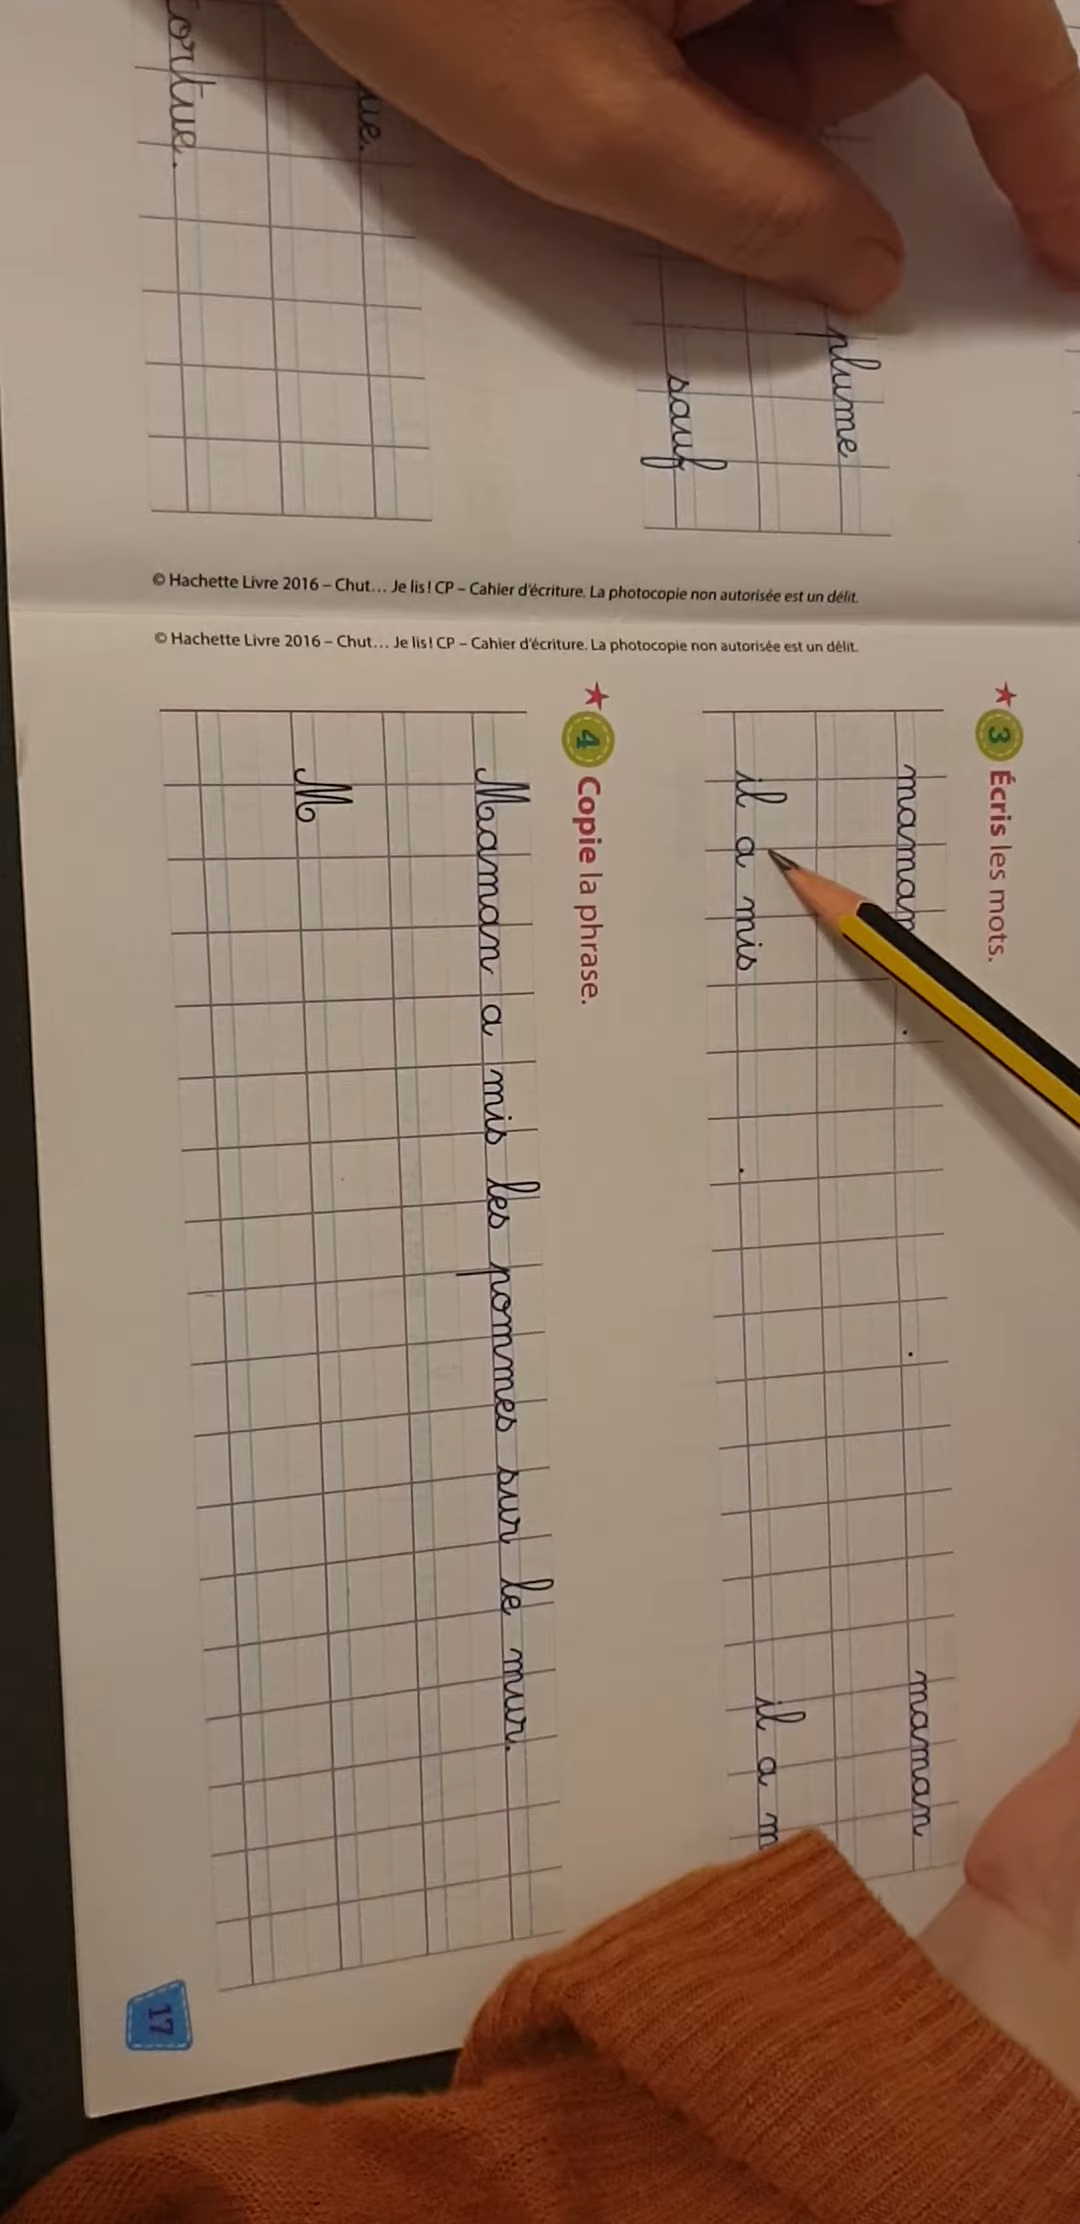 plume
sauf
tortue.
© Hachette Livre 2016 – Chut… Je lis ! CP – Cahier d'écriture. La photocopie non autorisée est un délit.
© Hachette Livre 2016 – Chut… Je lis ! CP – Cahier d'écriture. La photocopie non autorisée est un délit.
★ 3 Écris les mots.
maman . . maman
il a mis . il a m
★ 4 Copie la phrase.
Maman a mis les pommes sur le mur.
M
17